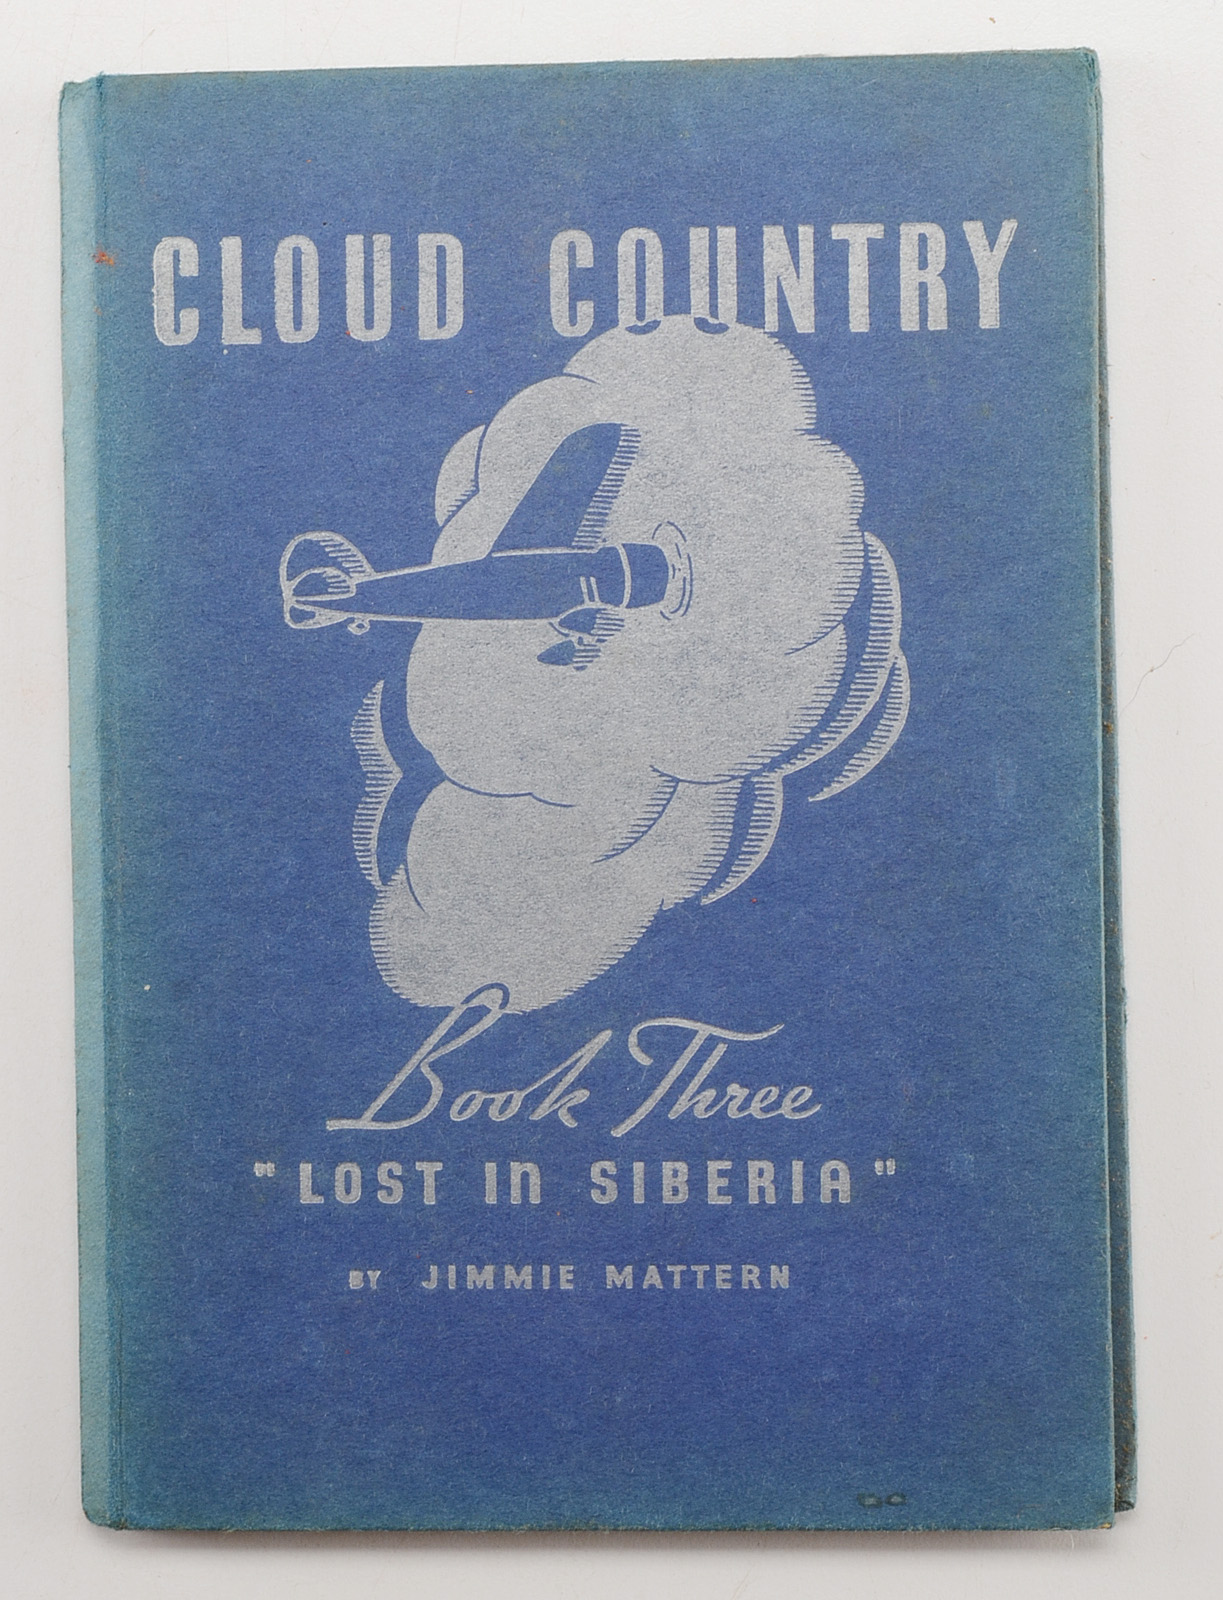 CLOUD COUNTRY
Book Three
"LOST In SIBERIA"
BY JIMMIE MATTERN